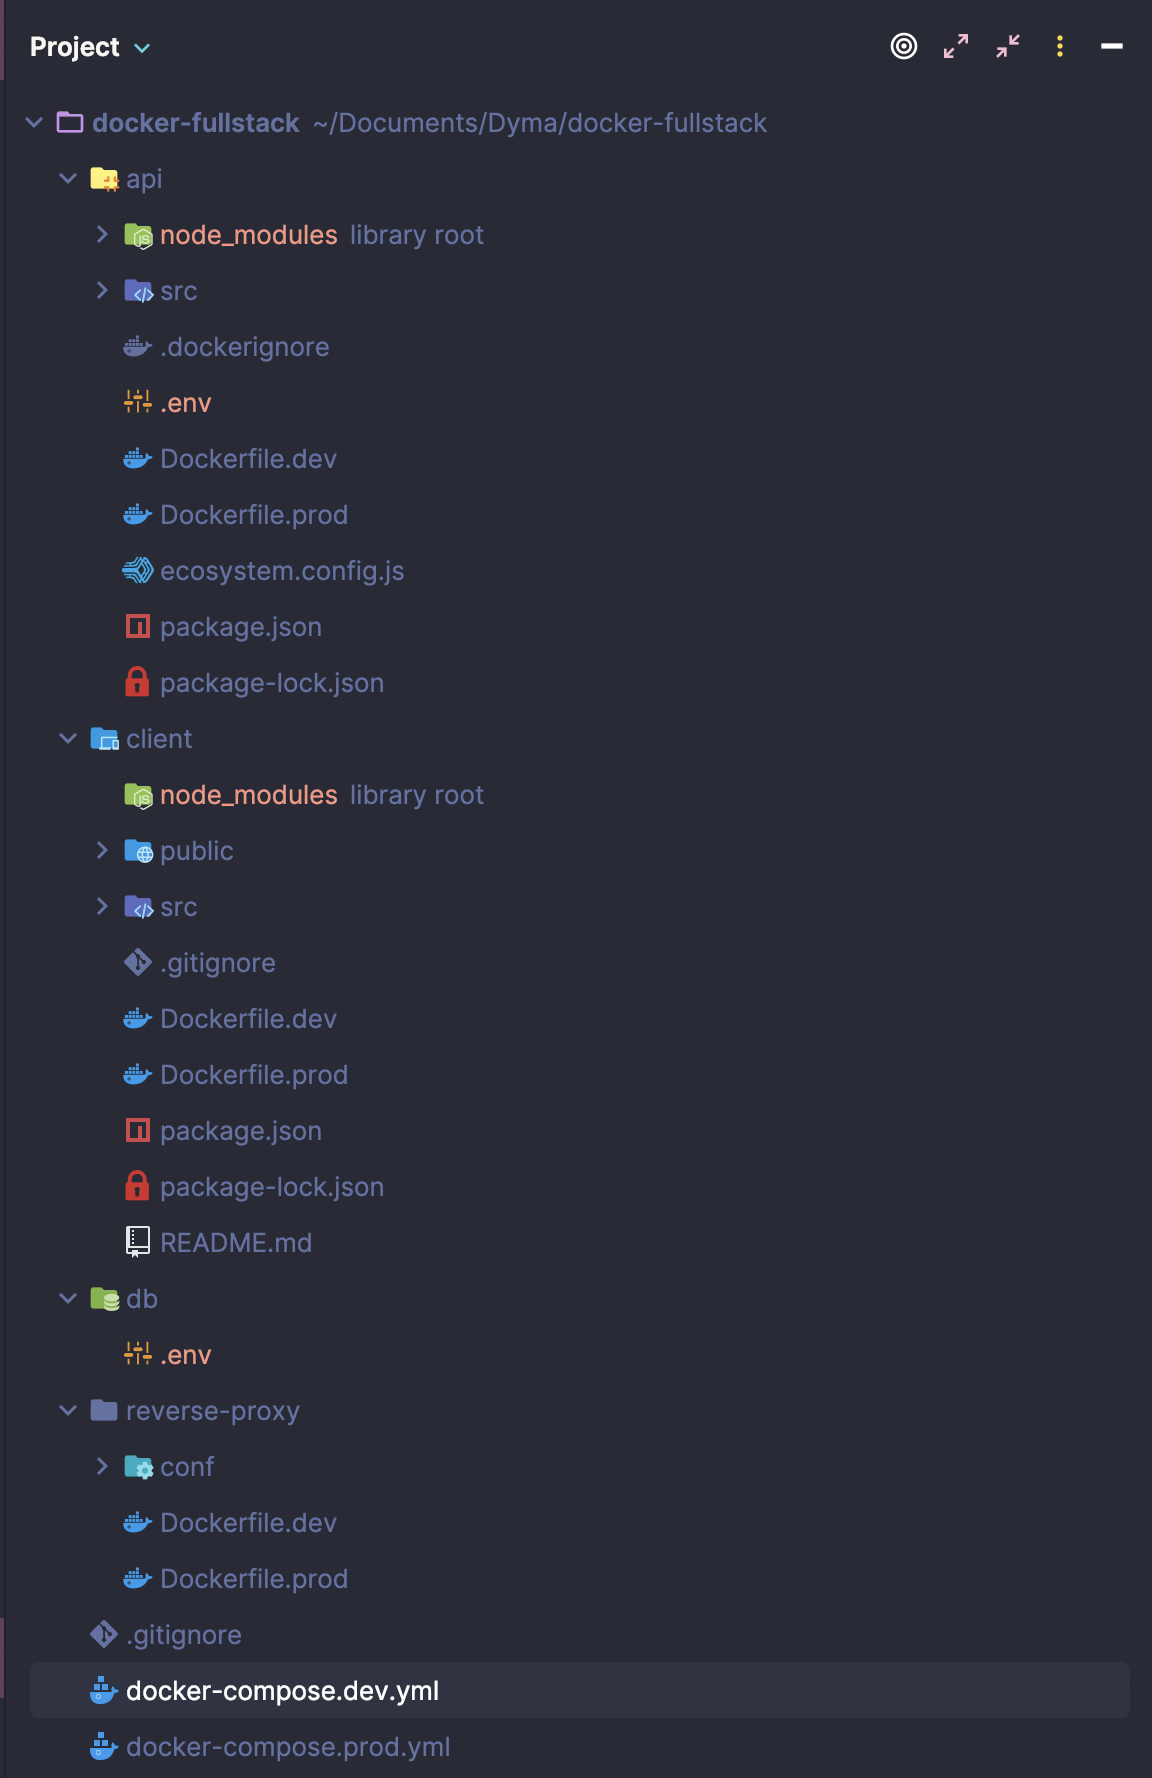 Project
docker-fullstack ~/Documents/Dyma/docker-fullstack
api
node_modules library root
src
.dockerignore
.env
Dockerfile.dev
Dockerfile.prod
ecosystem.config.js
package.json
package-lock.json
client
node_modules library root
public
src
.gitignore
Dockerfile.dev
Dockerfile.prod
package.json
package-lock.json
README.md
db
.env
reverse-proxy
conf
Dockerfile.dev
Dockerfile.prod
.gitignore
docker-compose.dev.yml
docker-compose.prod.yml